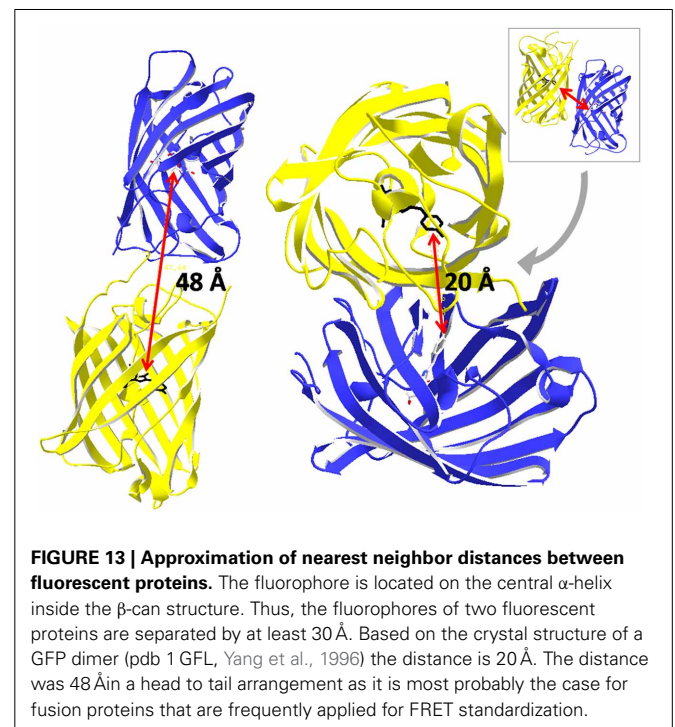 48 Å
20 Å
FIGURE 13 | Approximation of nearest neighbor distances between
fluorescent proteins. The fluorophore is located on the central α-helix
inside the β-can structure. Thus, the fluorophores of two fluorescent
proteins are separated by at least 30 Å. Based on the crystal structure of a
GFP dimer (pdb 1 GFL, Yang et al., 1996) the distance is 20 Å. The distance
was 48 Åin a head to tail arrangement as it is most probably the case for
fusion proteins that are frequently applied for FRET standardization.